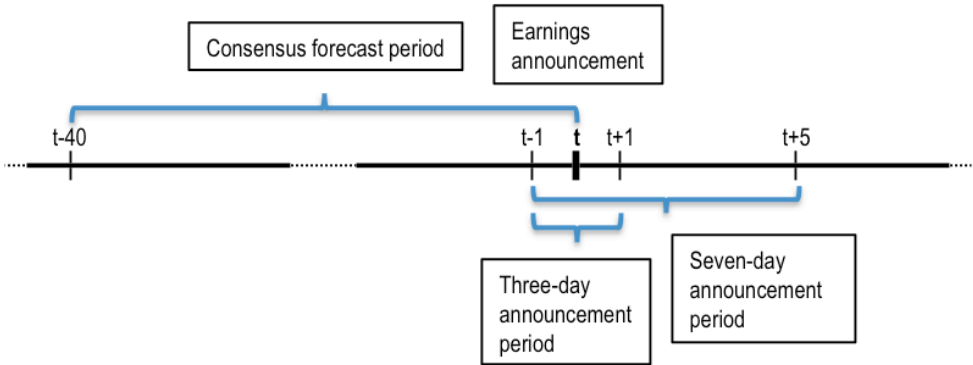 Consensus forecast period
Earnings
announcement
t-40
t-1
t
t+1
t+5
Three-day
announcement
period
Seven-day
announcement
period